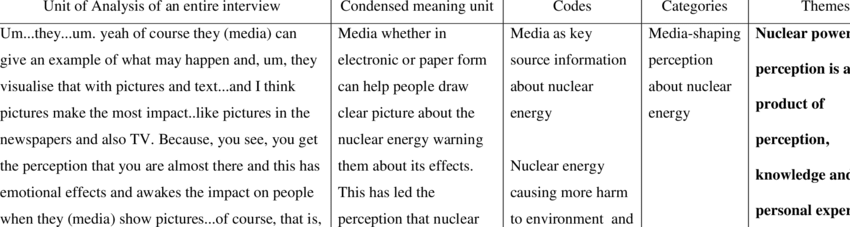 Unit of Analysis of an entire interview
Condensed meaning unit
Codes
Categories
Themes
Um...they...um. yeah of course they (media) can
give an example of what may happen and, um, they
visualise that with pictures and text...and I think
pictures make the most impact..like pictures in the
newspapers and also TV. Because, you see, you get
the perception that you are almost there and this has
emotional effects and awakes the impact on people
when they (media) show pictures...of course, that is,
Media whether in
electronic or paper form
can help people draw
clear picture about the
nuclear energy warning
them about its effects.
This has led the
perception that nuclear
Media as key
source information
about nuclear
energy
Nuclear energy
causing more harm
to environment and
Media-shaping
perception
about nuclear
energy
Nuclear power
perception is a
product of
perception,
knowledge and
personal exper